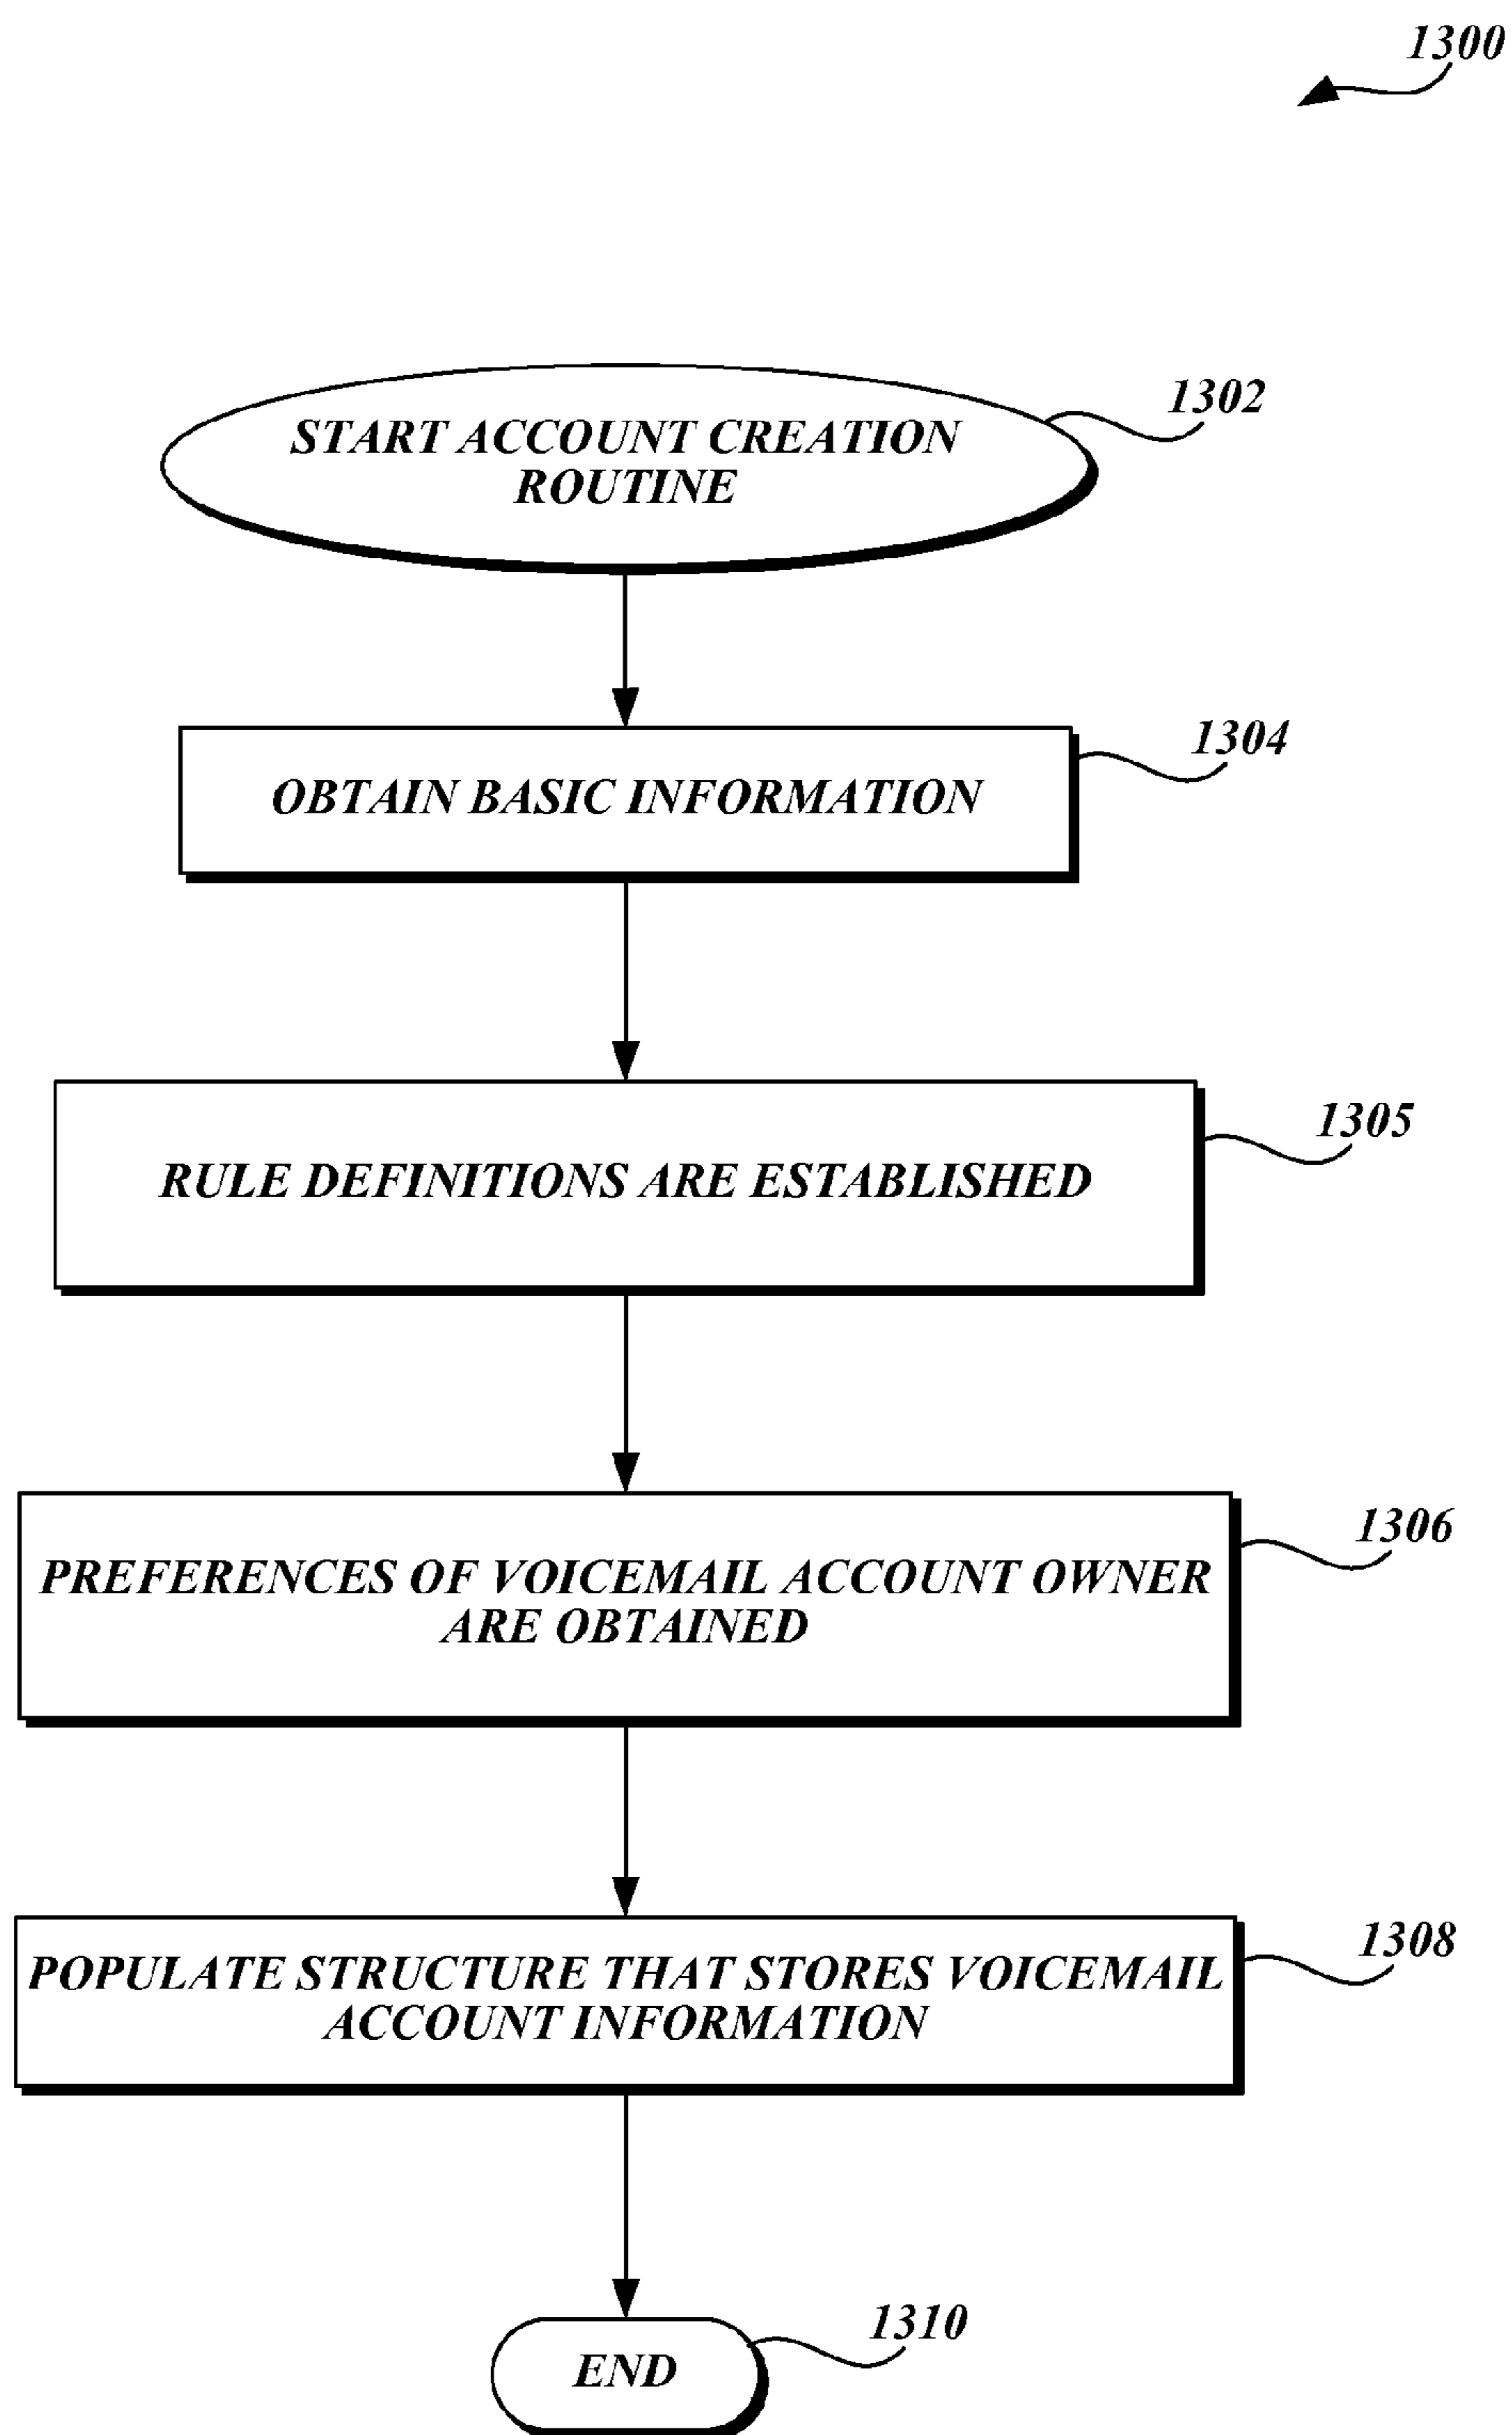 1300
START ACCOUNT CREATION
ROUTINE
1302
OBTAIN BASIC INFORMATION
1304
RULE DEFINITIONS ARE ESTABLISHED
1305
PREFERENCES OF VOICEMAIL ACCOUNT OWNER
ARE OBTAINED
1306
POPULATE STRUCTURE THAT STORES VOICEMAIL
ACCOUNT INFORMATION
1308
END
1310